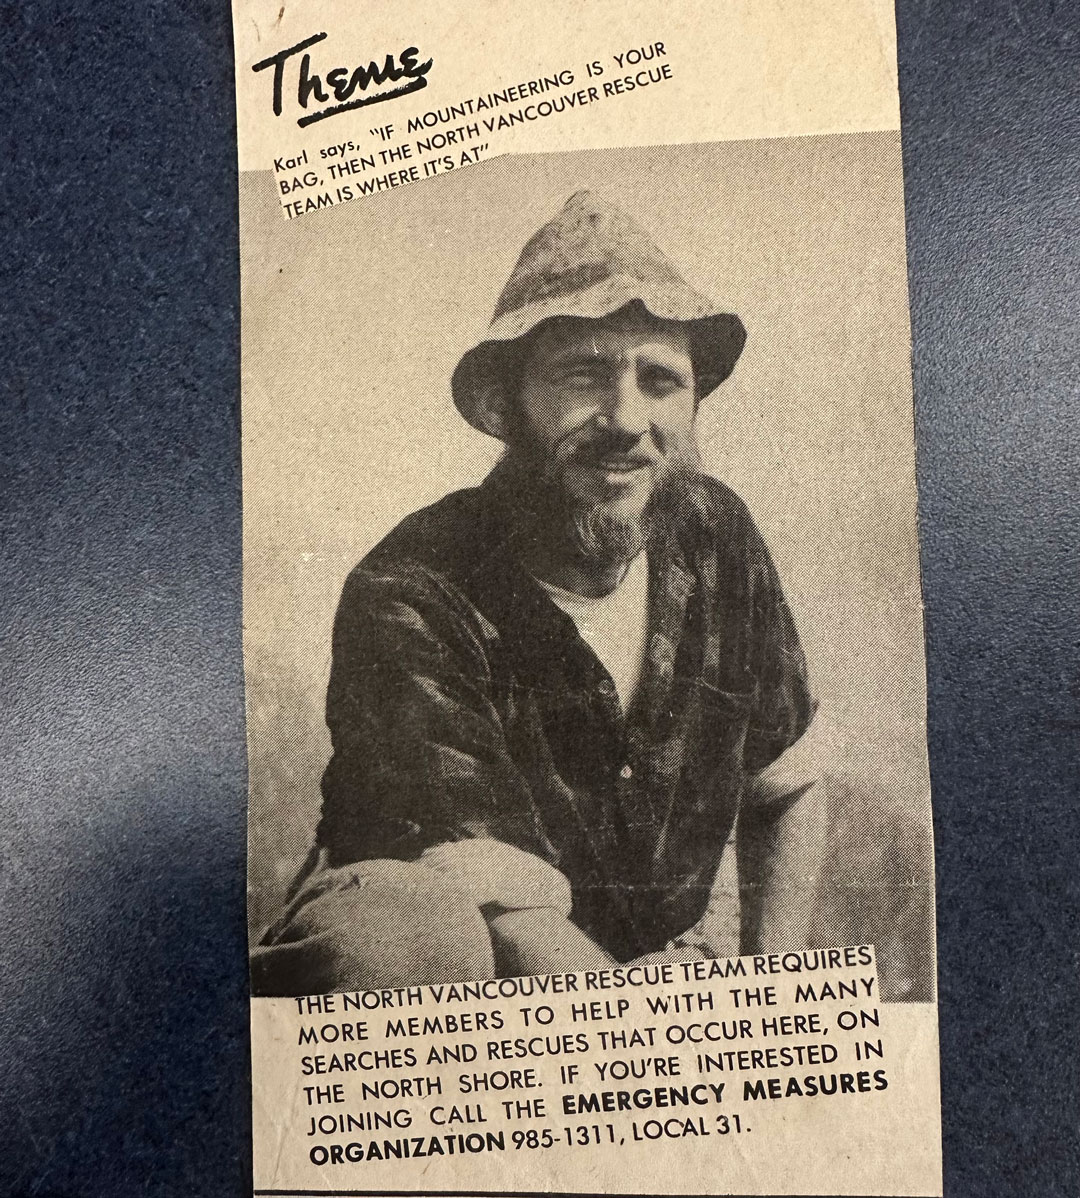 Theme
Karl says, "IF MOUNTAINEERING IS YOUR
BAG, THEN THE NORTH VANCOUVER RESCUE
TEAM IS WHERE IT'S AT"
THE NORTH VANCOUVER RESCUE TEAM REQUIRES
MORE MEMBERS TO HELP WITH THE MANY
SEARCHES AND RESCUES THAT OCCUR HERE, ON
THE NORTH SHORE. IF YOU'RE INTERESTED IN
JOINING CALL THE EMERGENCY MEASURES
ORGANIZATION 985-1311, LOCAL 31.